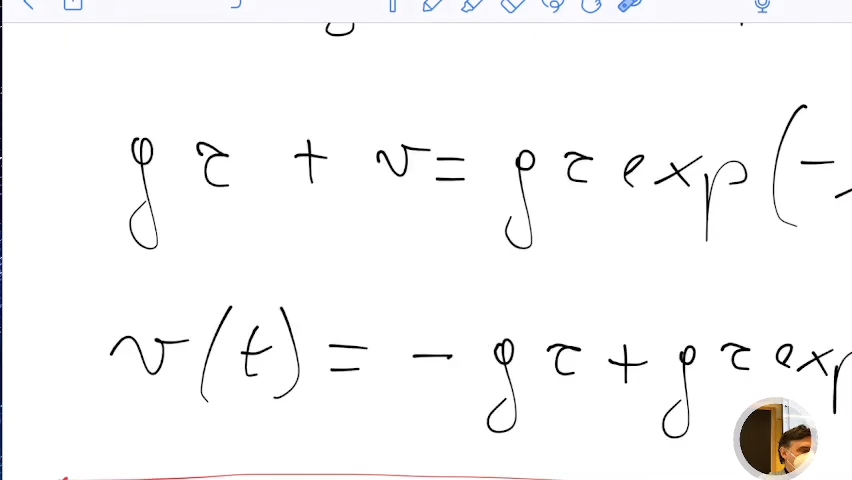 gτ + v = gτ exp(-
v(t) = - gτ + gτ exp